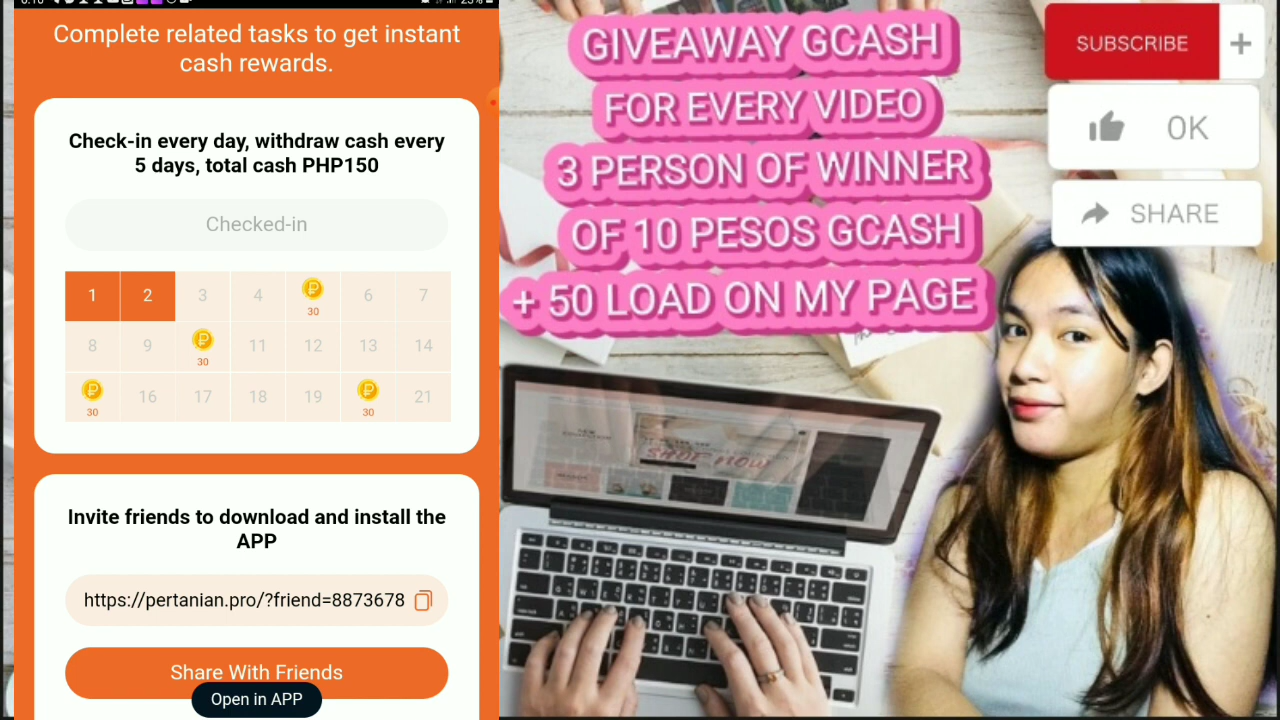 Complete related tasks to get instant
cash rewards.
Check-in every day, withdraw cash every
5 days, total cash PHP150
Checked-in
1 2 3 4 6 7
30
8 9 11 12 13 14
30
16 17 18 19 21
30 30
Invite friends to download and install the
APP
https://pertanian.pro/?friend=8873678
Share With Friends
Open in APP
GIVEAWAY GCASH
FOR EVERY VIDEO
3 PERSON OF WINNER
OF 10 PESOS GCASH
+ 50 LOAD ON MY PAGE
SUBSCRIBE +
0K
SHARE
SHOP NOW